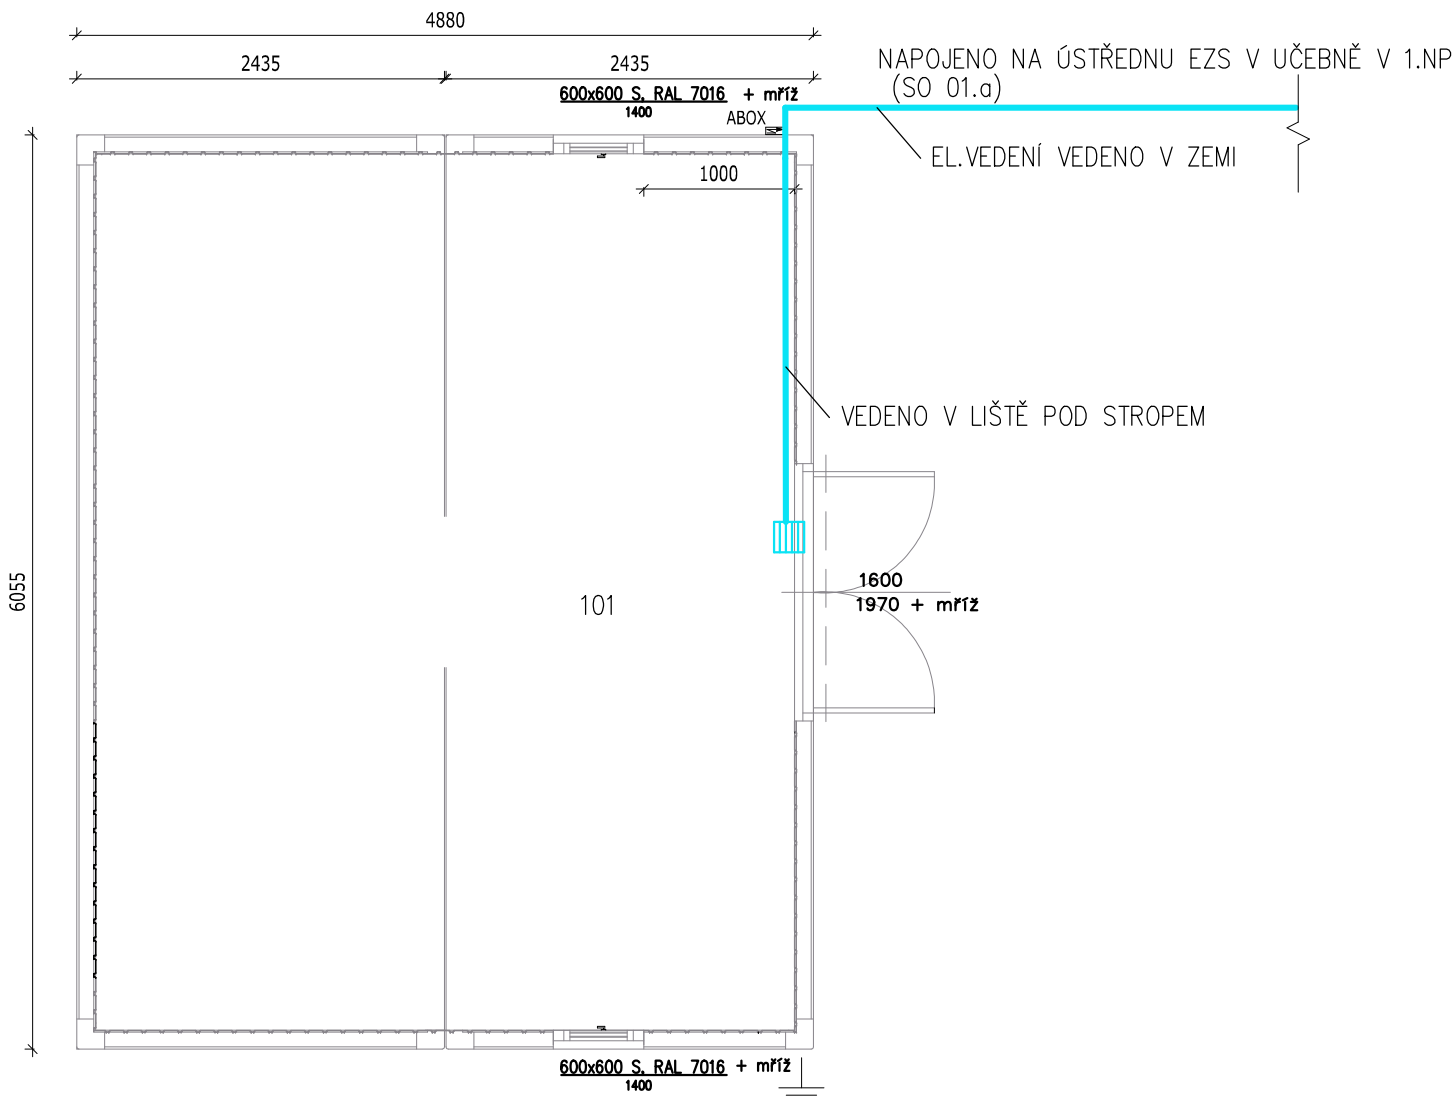 4880
2435
2435
NAPOJENO NA ÚSTŘEDNU EZS V UČEBNĚ V 1.NP
(SO 01.a)
600x600 S, RAL 7016 + mříž
1400
ABOX
EL.VEDENÍ VEDENO V ZEMI
1000
VEDENO V LIŠTĚ POD STROPEM
6055
101
1600
1970 + mříž
600x600 S, RAL 7016 + mříž
1400